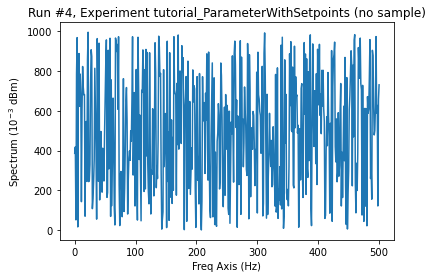 Run #4, Experiment tutorial_ParameterWithSetpoints (no sample)
Spectrum (10⁻³ dBm)
1000
800
600
400
200
0
0 100 200 300 400 500
Freq Axis (Hz)